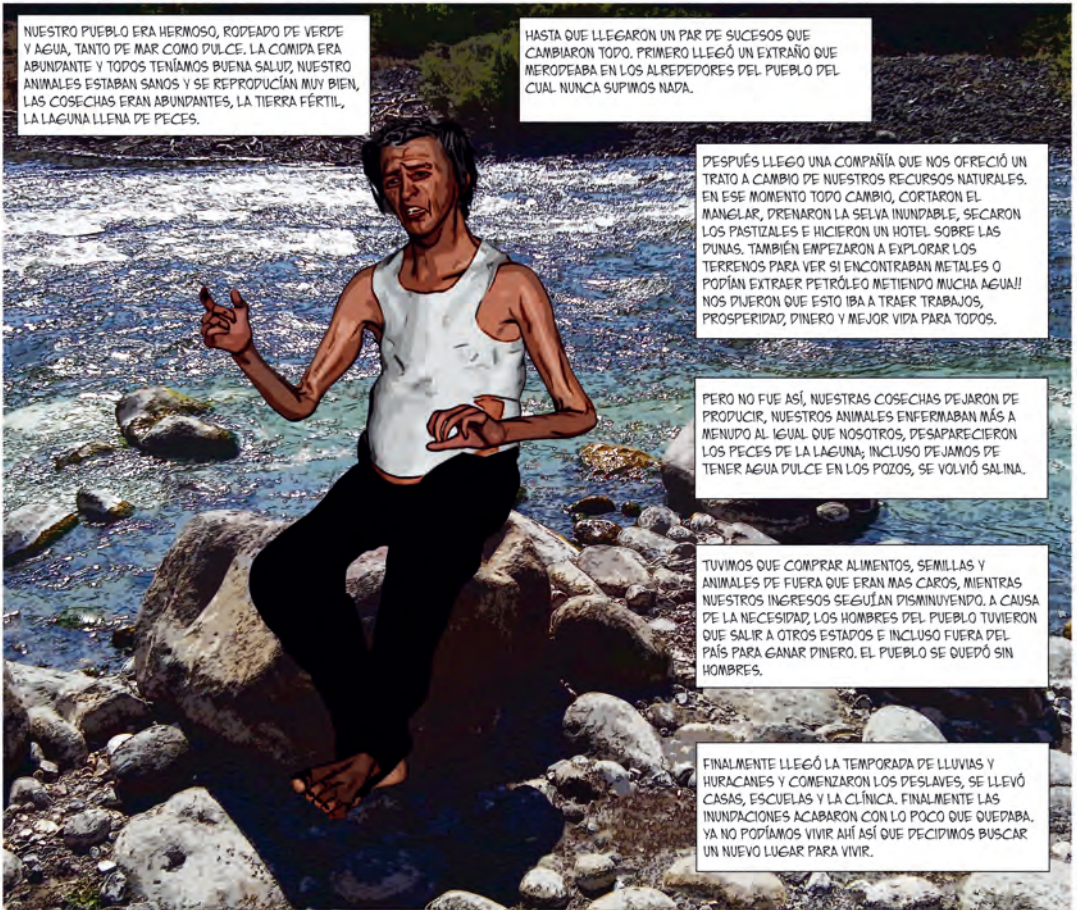 NUESTRO PUEBLO ERA HERMOSO, RODEADO DE VERDE
Y AGUA, TANTO DE MAR COMO DULCE. LA COMIDA ERA
ABUNDANTE Y TODOS TENÍAMOS BUENA SALUD, NUESTRO
ANIMALES ESTABAN SANOS Y SE REPRODUCÍAN MUY BIEN,
LAS COSECHAS ERAN ABUNDANTES, LA TIERRA FÉRTIL,
LA LAGUNA LLENA DE PECES.
HASTA QUE LLEGARON UN PAR DE SUCESOS QUE
CAMBIARON TODO. PRIMERO LLEGÓ UN EXTRAÑO QUE
MERODEABA EN LOS ALREDEDORES DEL PUEBLO DEL
CUAL NUNCA SUPIMOS NADA.
DESPUÉS LLEGO UNA COMPAÑÍA QUE NOS OFRECIÓ UN
TRATO A CAMBIO DE NUESTROS RECURSOS NATURALES.
EN ESE MOMENTO TODO CAMBIO, CORTARON EL
MANGLAR, DRENARON LA SELVA INUNDABLE, SECARON
LOS PASTIZALES E HICIERON UN HOTEL SOBRE LAS
DUNAS. TAMBIÉN EMPEZARON A EXPLORAR LOS
TERRENOS PARA VER SI ENCONTRABAN METALES O
PODÍAN EXTRAER PETRÓLEO METIENDO MUCHA AGUA!!
NOS DIJERON QUE ESTO IBA A TRAER TRABAJOS,
PROSPERIDAD, DINERO Y MEJOR VIDA PARA TODOS.
PERO NO FUE ASÍ, NUESTRAS COSECHAS DEJARON DE
PRODUCIR, NUESTROS ANIMALES ENFERMABAN MÁS A
MENUDO AL IGUAL QUE NOSOTROS, DESAPARECIERON
LOS PECES DE LA LAGUNA; INCLUSO DEJAMOS DE
TENER AGUA DULCE EN LOS POZOS, SE VOLVIÓ SALINA.
TUVIMOS QUE COMPRAR ALIMENTOS, SEMILLAS Y
ANIMALES DE FUERA QUE ERAN MAS CAROS, MIENTRAS
NUESTROS INGRESOS SEGUÍAN DISMINUYENDO. A CAUSA
DE LA NECESIDAD, LOS HOMBRES DEL PUEBLO TUVIERON
QUE SALIR A OTROS ESTADOS E INCLUSO FUERA DEL
PAÍS PARA GANAR DINERO. EL PUEBLO SE QUEDÓ SIN
HOMBRES.
FINALMENTE LLEGÓ LA TEMPORADA DE LLUVIAS Y
HURACANES Y COMENZARON LOS DESLAVES, SE LLEVÓ
CASAS, ESCUELAS Y LA CLÍNICA. FINALMENTE LAS
INUNDACIONES ACABARON CON LO POCO QUE QUEDABA.
YA NO PODÍAMOS VIVIR AHÍ ASÍ QUE DECIDIMOS BUSCAR
UN NUEVO LUGAR PARA VIVIR.